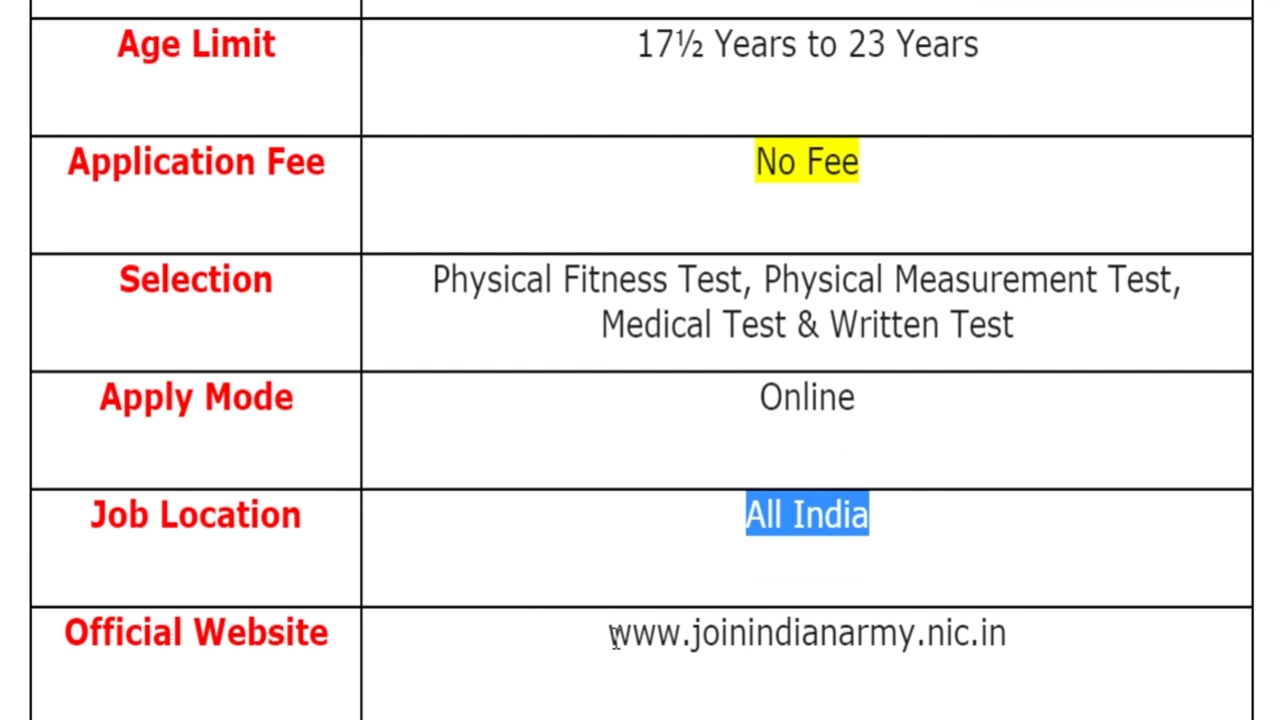 Age Limit
17½ Years to 23 Years
Application Fee
No Fee
Selection
Physical Fitness Test, Physical Measurement Test,
Medical Test & Written Test
Apply Mode
Online
Job Location
All India
Official Website
www.joinindianarmy.nic.in